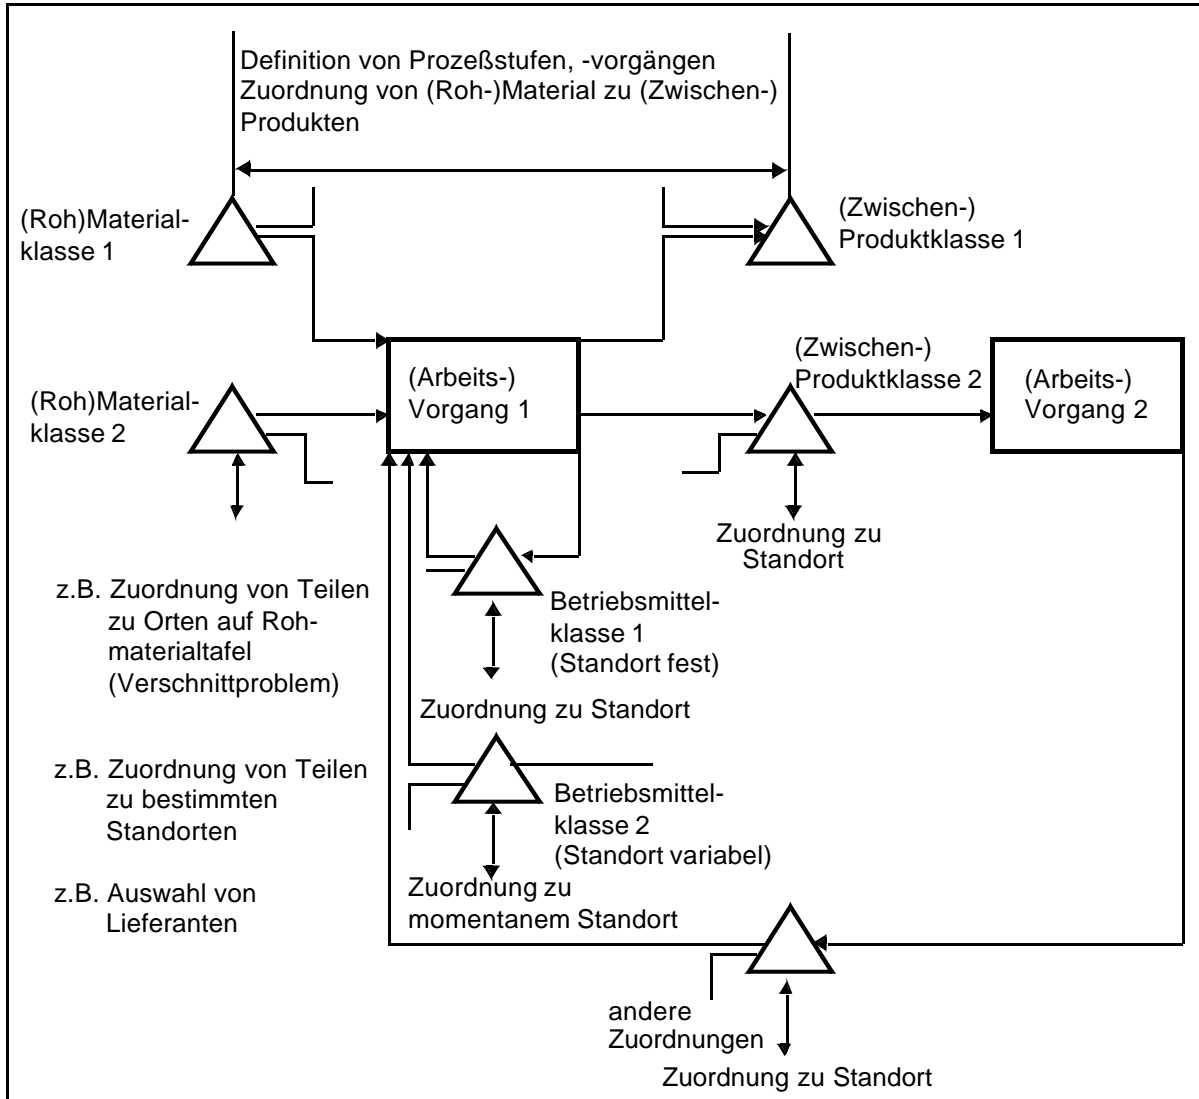 Definition von Prozeßstufen, -vorgängen
Zuordnung von (Roh-)Material zu (Zwischen-)
Produkten
(Roh)Material-
klasse 1
(Zwischen-)
Produktklasse 1
(Roh)Material-
klasse 2
(Arbeits-)
Vorgang 1
(Zwischen-)
Produktklasse 2
(Arbeits-)
Vorgang 2
Zuordnung zu
Standort
z.B. Zuordnung von Teilen
zu Orten auf Roh-
materialtafel
(Verschnittproblem)
Betriebsmittel-
klasse 1
(Standort fest)
Zuordnung zu Standort
z.B. Zuordnung von Teilen
zu bestimmten
Standorten
Betriebsmittel-
klasse 2
(Standort variabel)
z.B. Auswahl von
Lieferanten
Zuordnung zu
momentanem Standort
andere
Zuordnungen
Zuordnung zu Standort